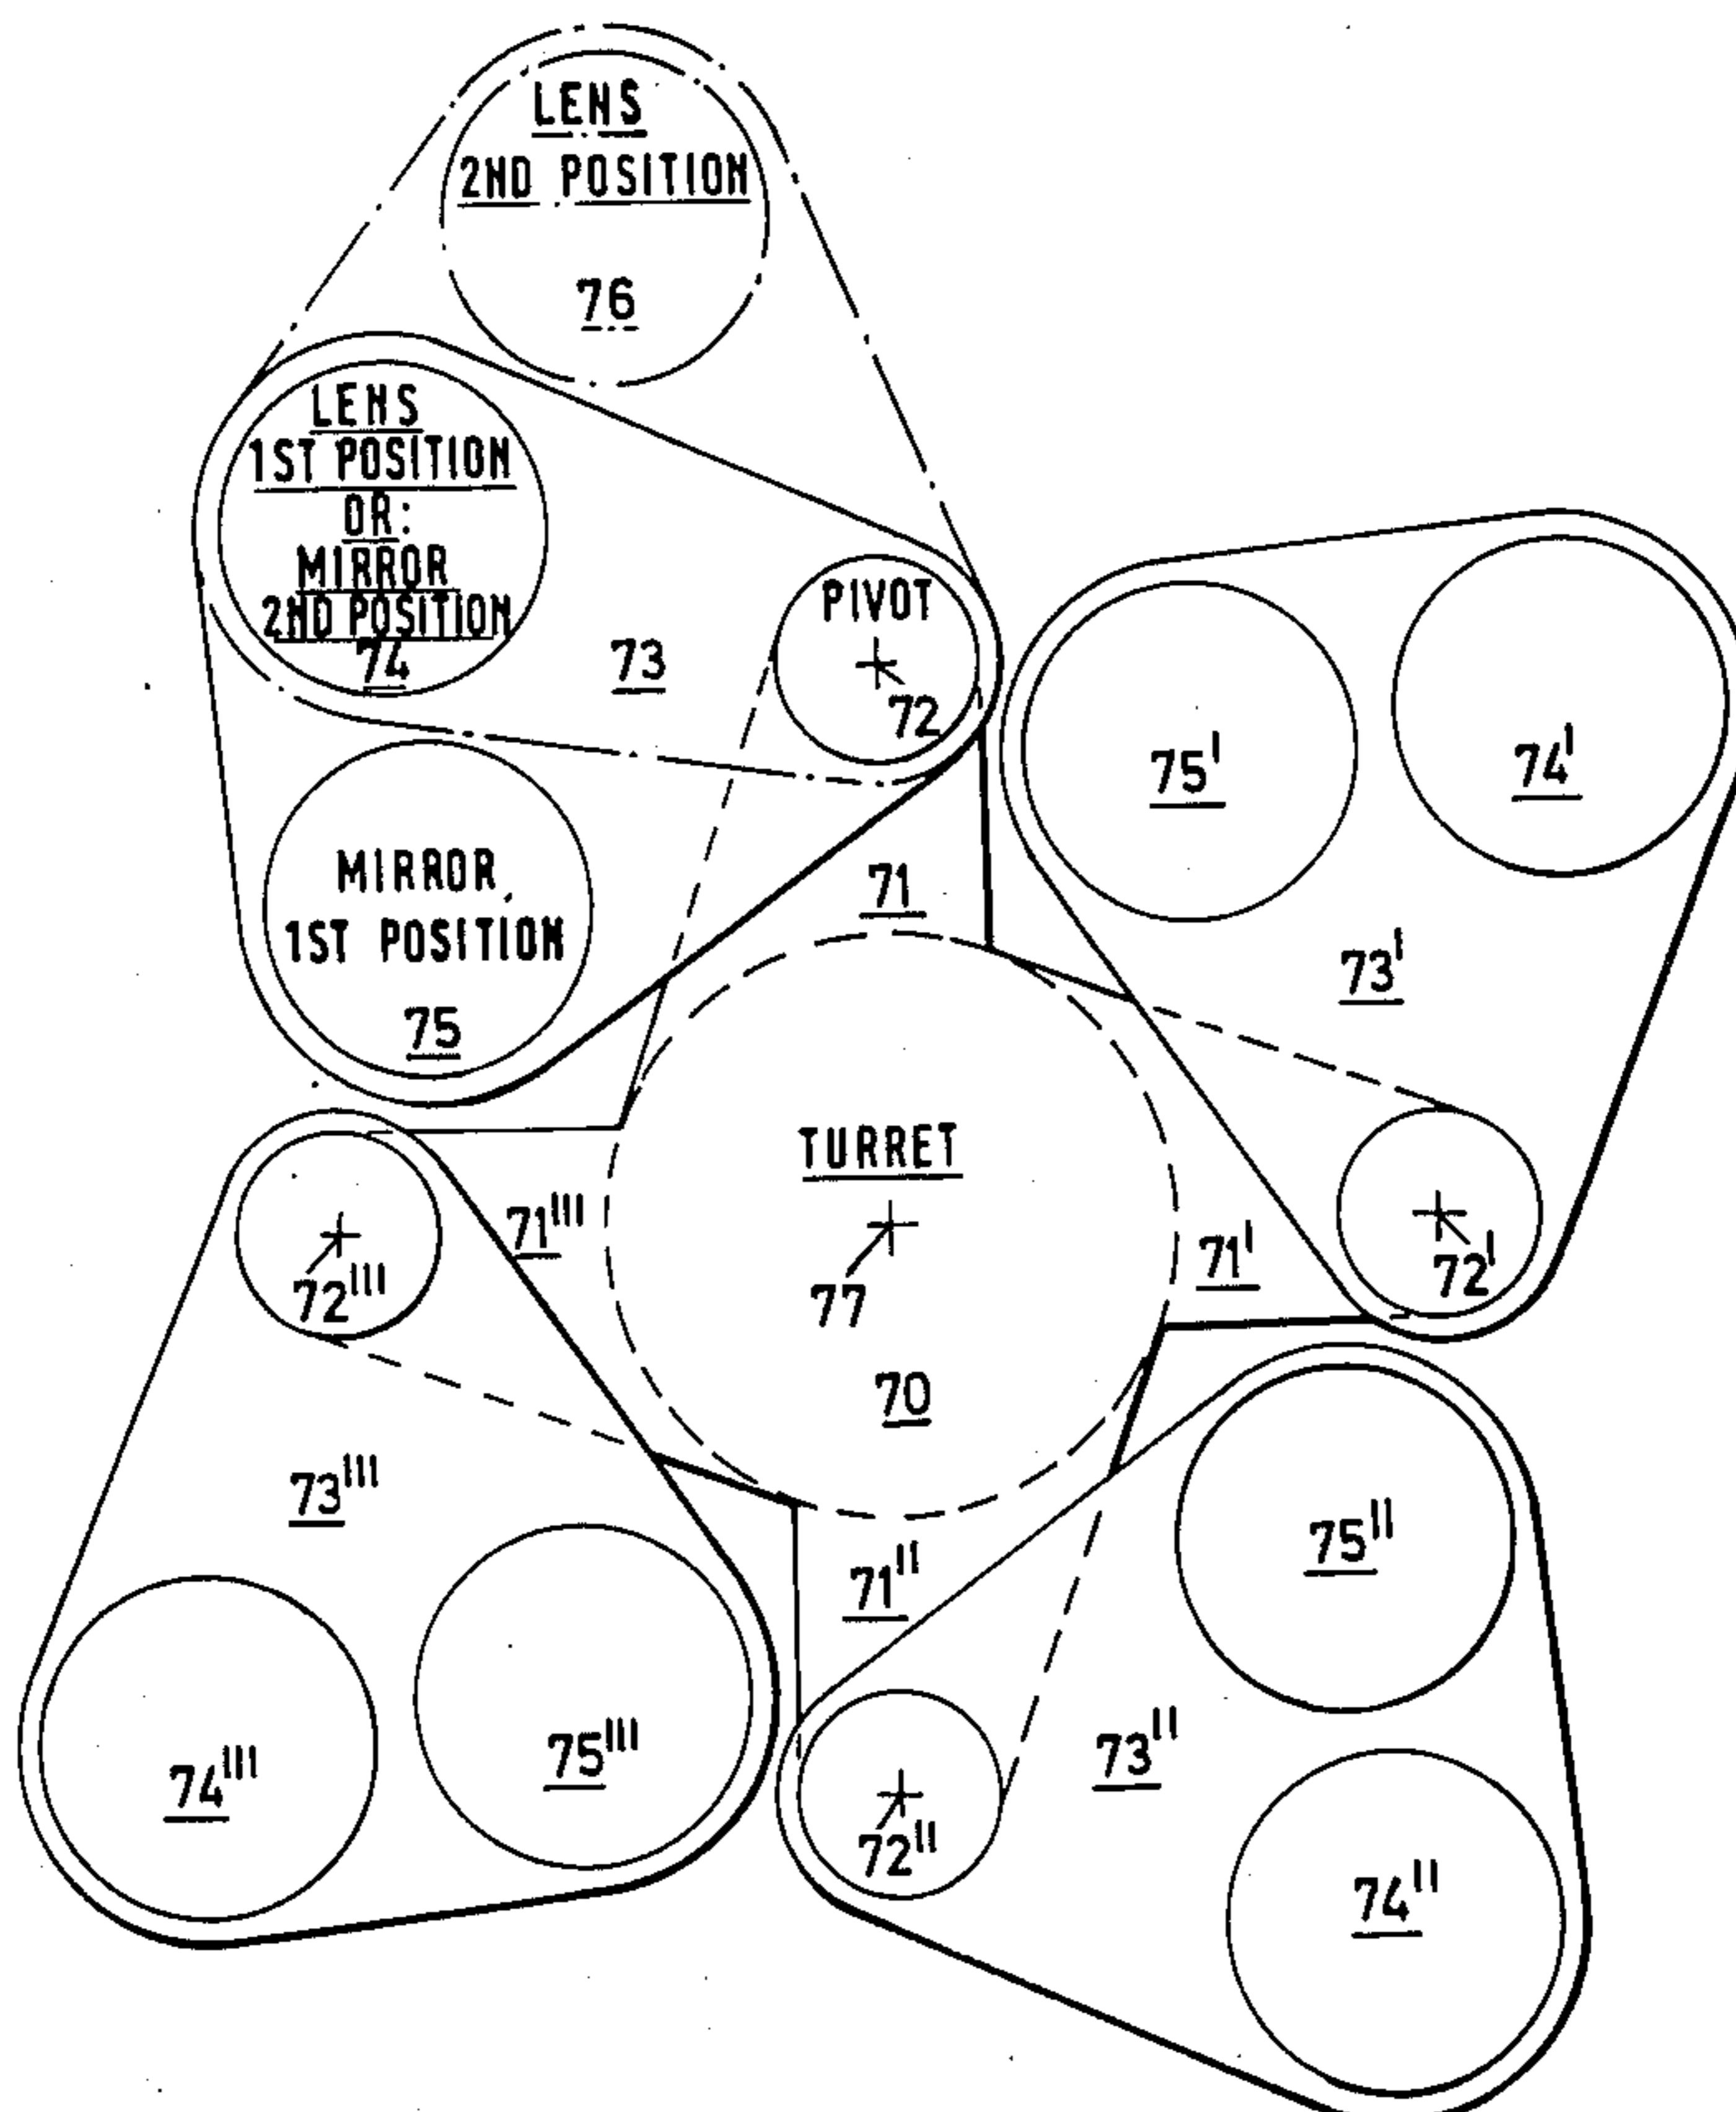 LENS
2ND POSITION
76
LENS
1ST POSITION
OR:
MIRROR
2ND POSITION
74
73
PIVOT
72
MIRROR,
1ST POSITION
75
71
75'
74'
73'
72'
71'
TURRET
77
70
71'''
72'''
73'''
74'''
75'''
71''
72''
73''
75''
74''